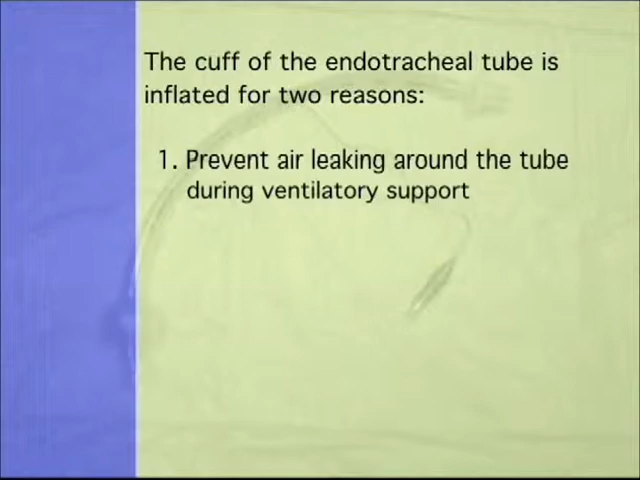 The cuff of the endotracheal tube is
inflated for two reasons:
1. Prevent air leaking around the tube
during ventilatory support